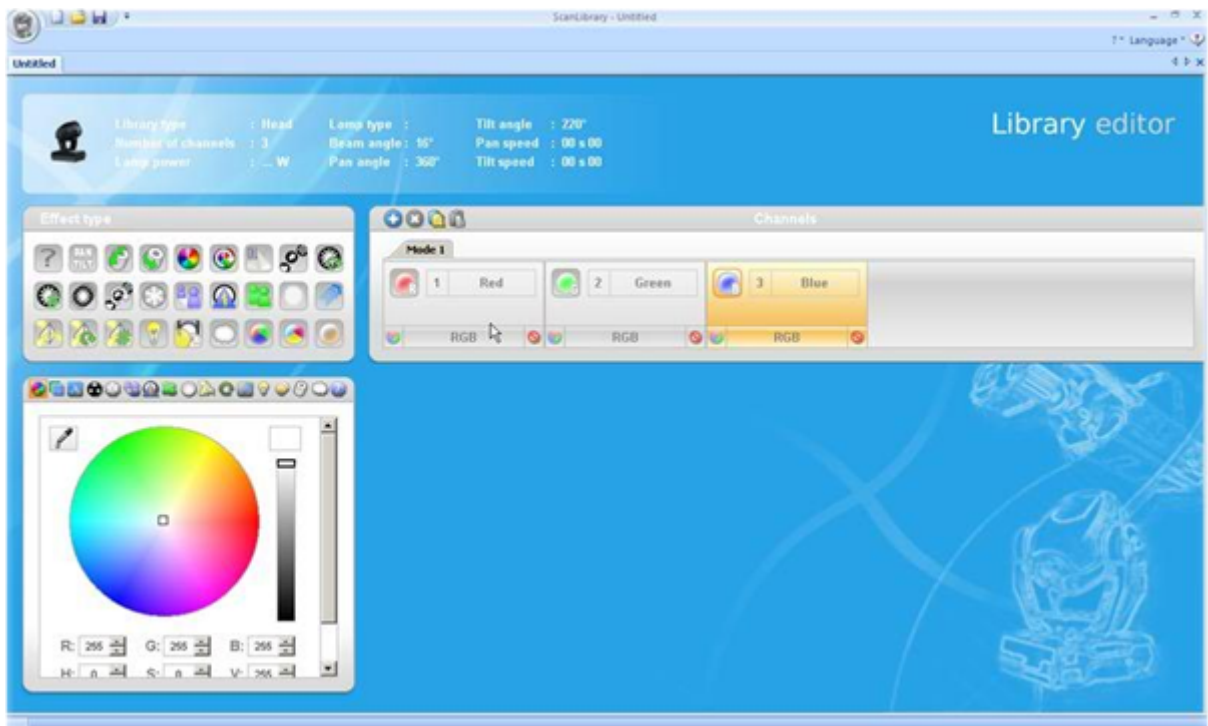 ScanLibrary - Untitled
? Language
Untitled
Library type : Head Lamp type : Tilt angle : 220°
Number of channels : 3 Beam angle : 16° Pan speed : 00 s 00
Lamp power : ... W Pan angle : 360° Tilt speed : 00 s 00
Library editor
Effect type
PAN
TILT
Channels
Mode 1
1 Red 2 Green 3 Blue
RGB RGB RGB
R: 255 G: 255 B: 255
H: 0 S: 0 V: 255